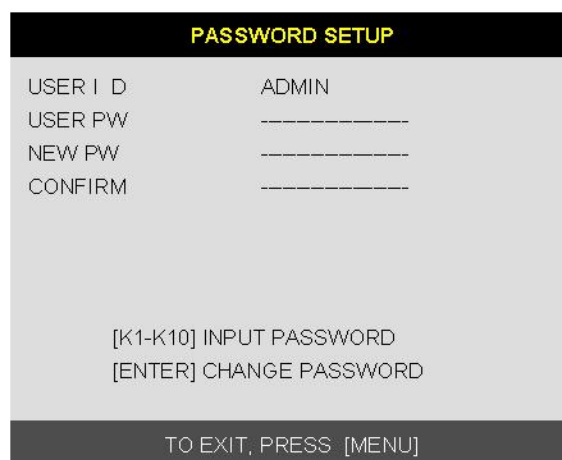 PASSWORD SETUP
USER I D ADMIN
USER PW ------------
NEW PW ------------
CONFIRM ------------
[K1-K10] INPUT PASSWORD
[ENTER] CHANGE PASSWORD
TO EXIT, PRESS [MENU]